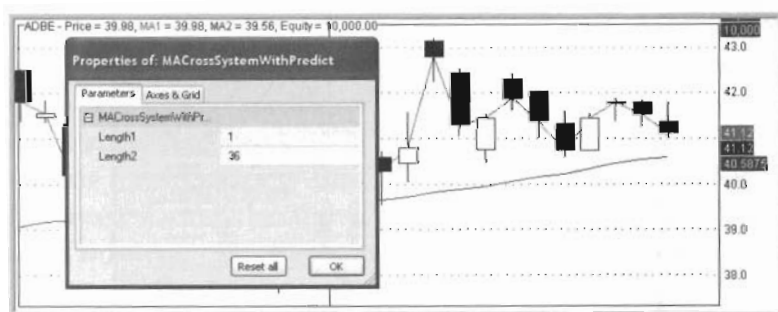 ADBE - Price = 39.98, MA1 = 39.98, MA2 = 39.56, Equity = 10,000.00
Properties of: MACrossSystemWithPredict
Parameters
Axes & Grid
MACrossSystemWithPr...
Length1 1
Length2 36
Reset all
OK
10,000
43.0
42.0
41.12
41.12
40.5875
40.0
39.0
38.0